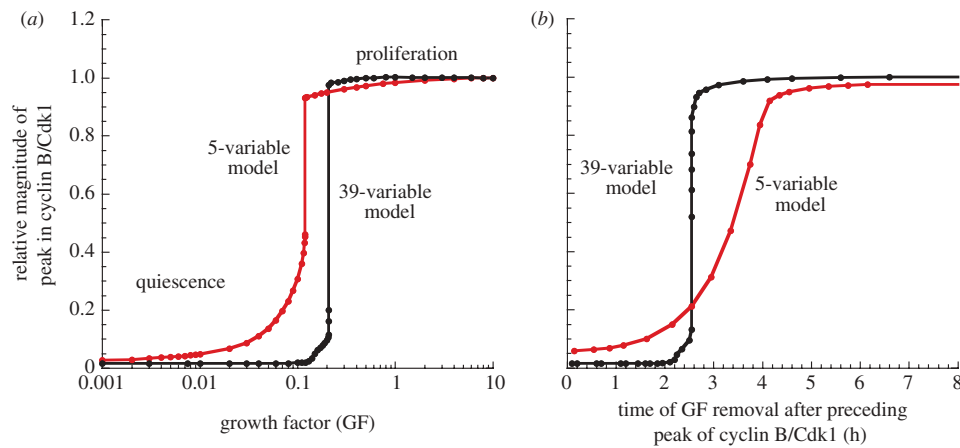 (a)
1.2
1.0
0.8
0.6
0.4
0.2
0
relative magnitude of
peak in cyclin B/Cdk1
proliferation
5-variable
model
39-variable
model
quiescence
0.001
0.01
0.1
1
10
growth factor (GF)
(b)
39-variable
model
5-variable
model
0
1
2
3
4
5
6
7
8
time of GF removal after preceding
peak of cyclin B/Cdk1 (h)